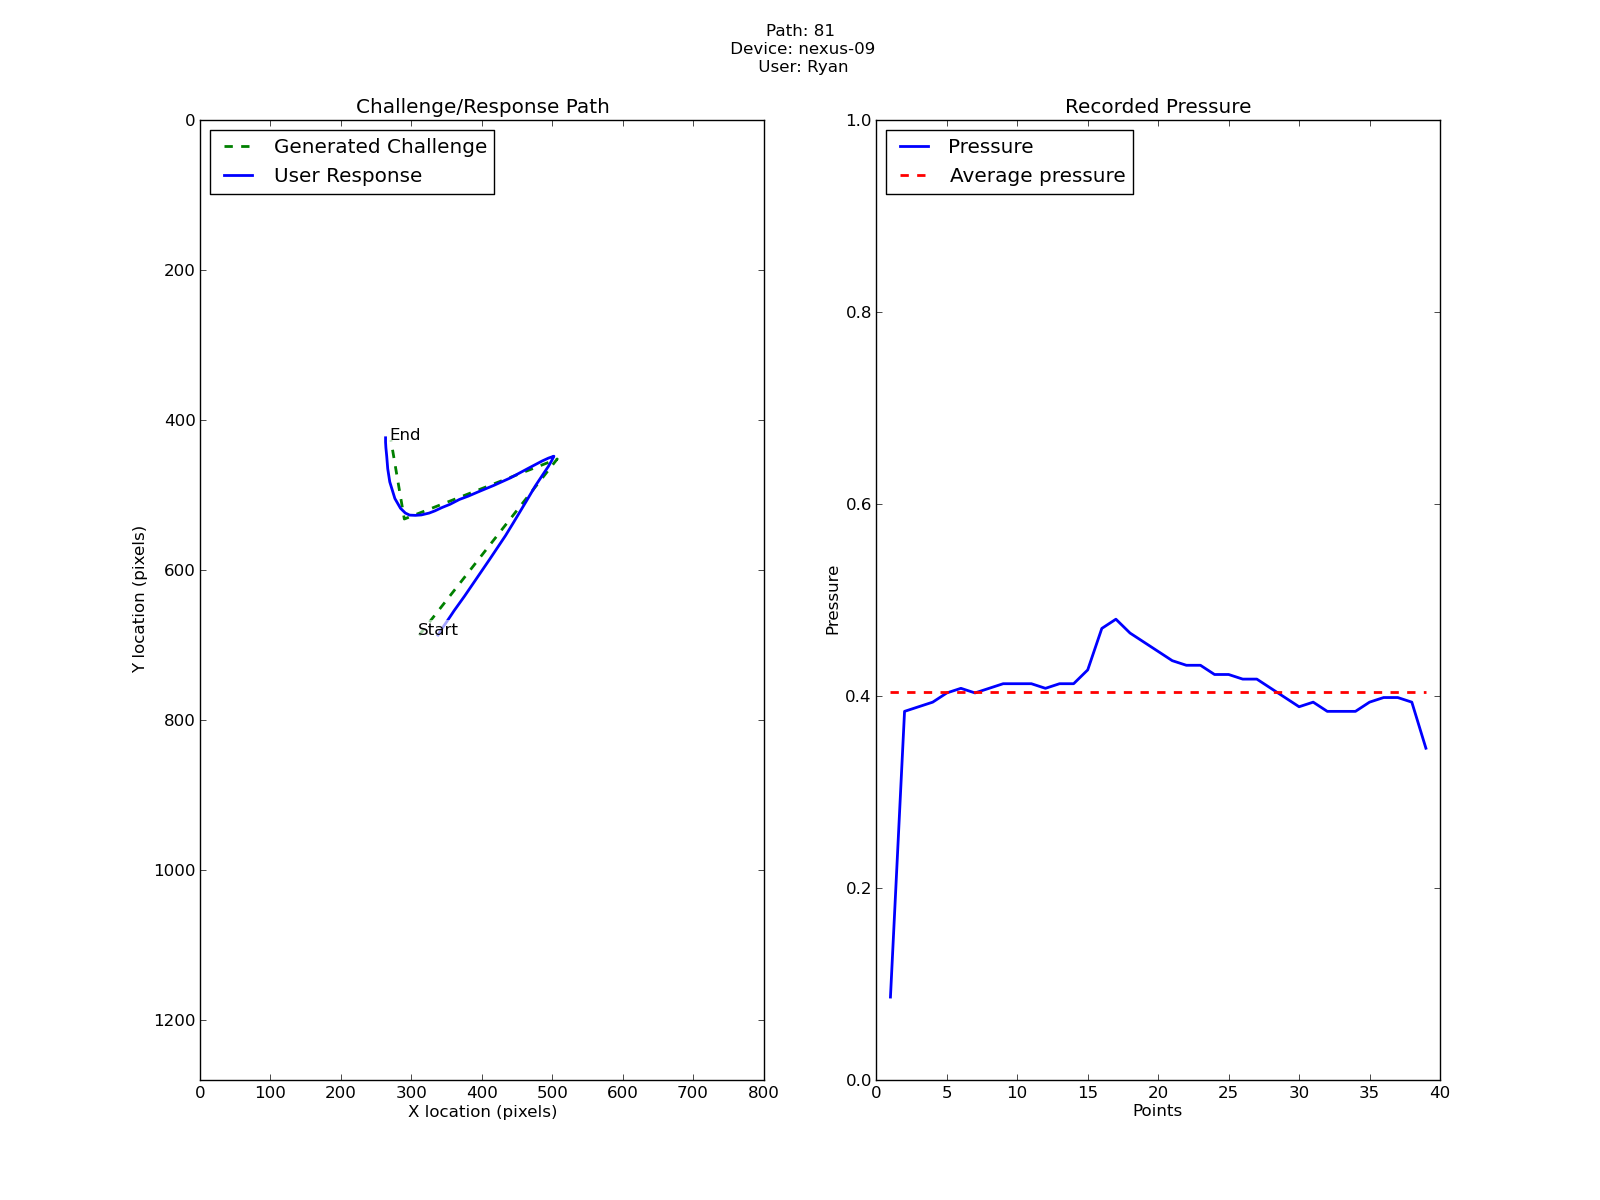 Path: 81
Device: nexus-09
User: Ryan
Challenge/Response Path
Generated Challenge
User Response
0
200
400
600
800
1000
1200
Y location (pixels)
End
Start
0 100 200 300 400 500 600 700 800
X location (pixels)
Recorded Pressure
Pressure
Average pressure
1.0
0.8
0.6
0.4
0.2
0.0
Pressure
0 5 10 15 20 25 30 35 40
Points